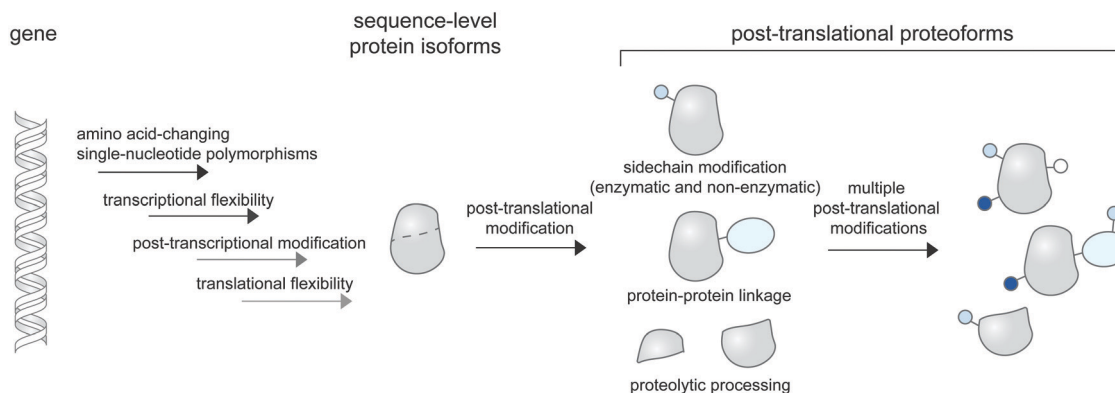 gene
sequence-level
protein isoforms
post-translational proteoforms
amino acid-changing
single-nucleotide polymorphisms
transcriptional flexibility
post-transcriptional modification
translational flexibility
post-translational
modification
sidechain modification
(enzymatic and non-enzymatic)
protein-protein linkage
proteolytic processing
multiple
post-translational
modifications